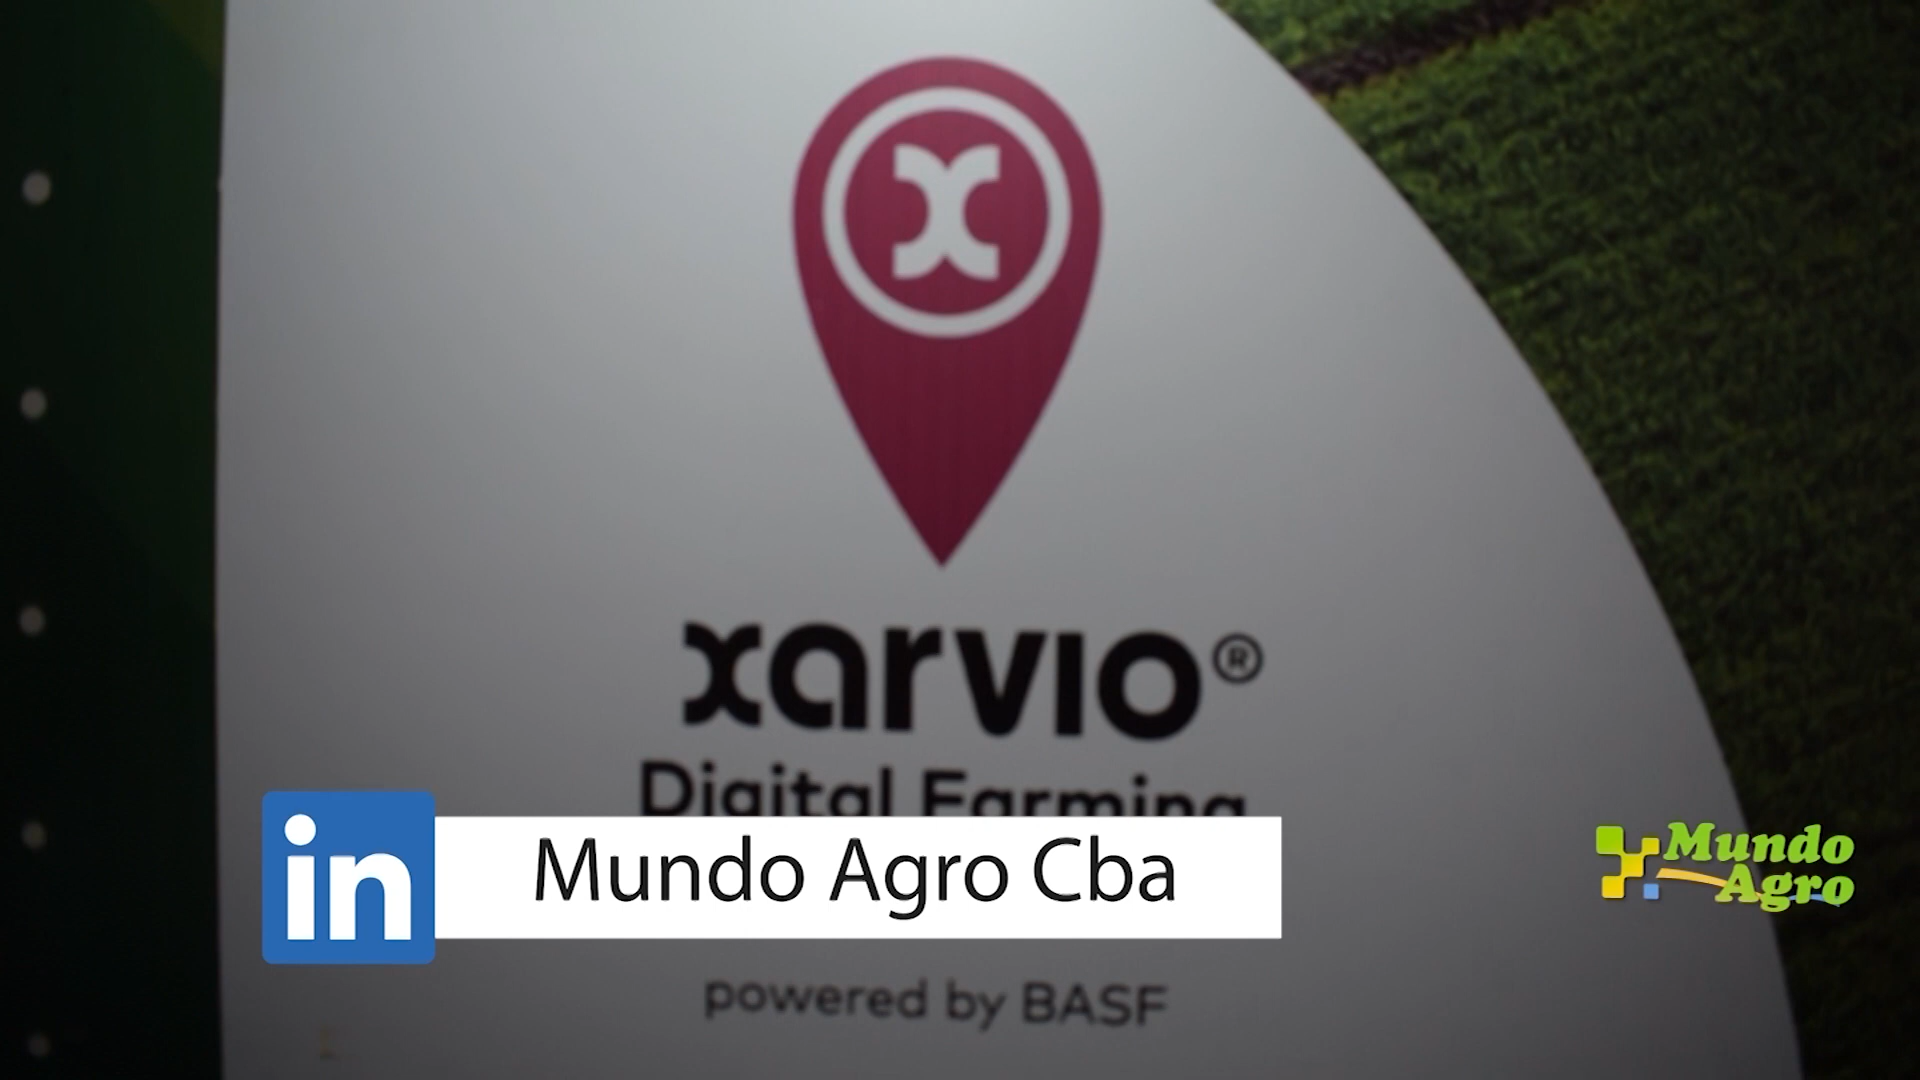 x
xarvio®
Digital Farming
in
Mundo Agro Cba
Mundo
Agro
powered by BASF